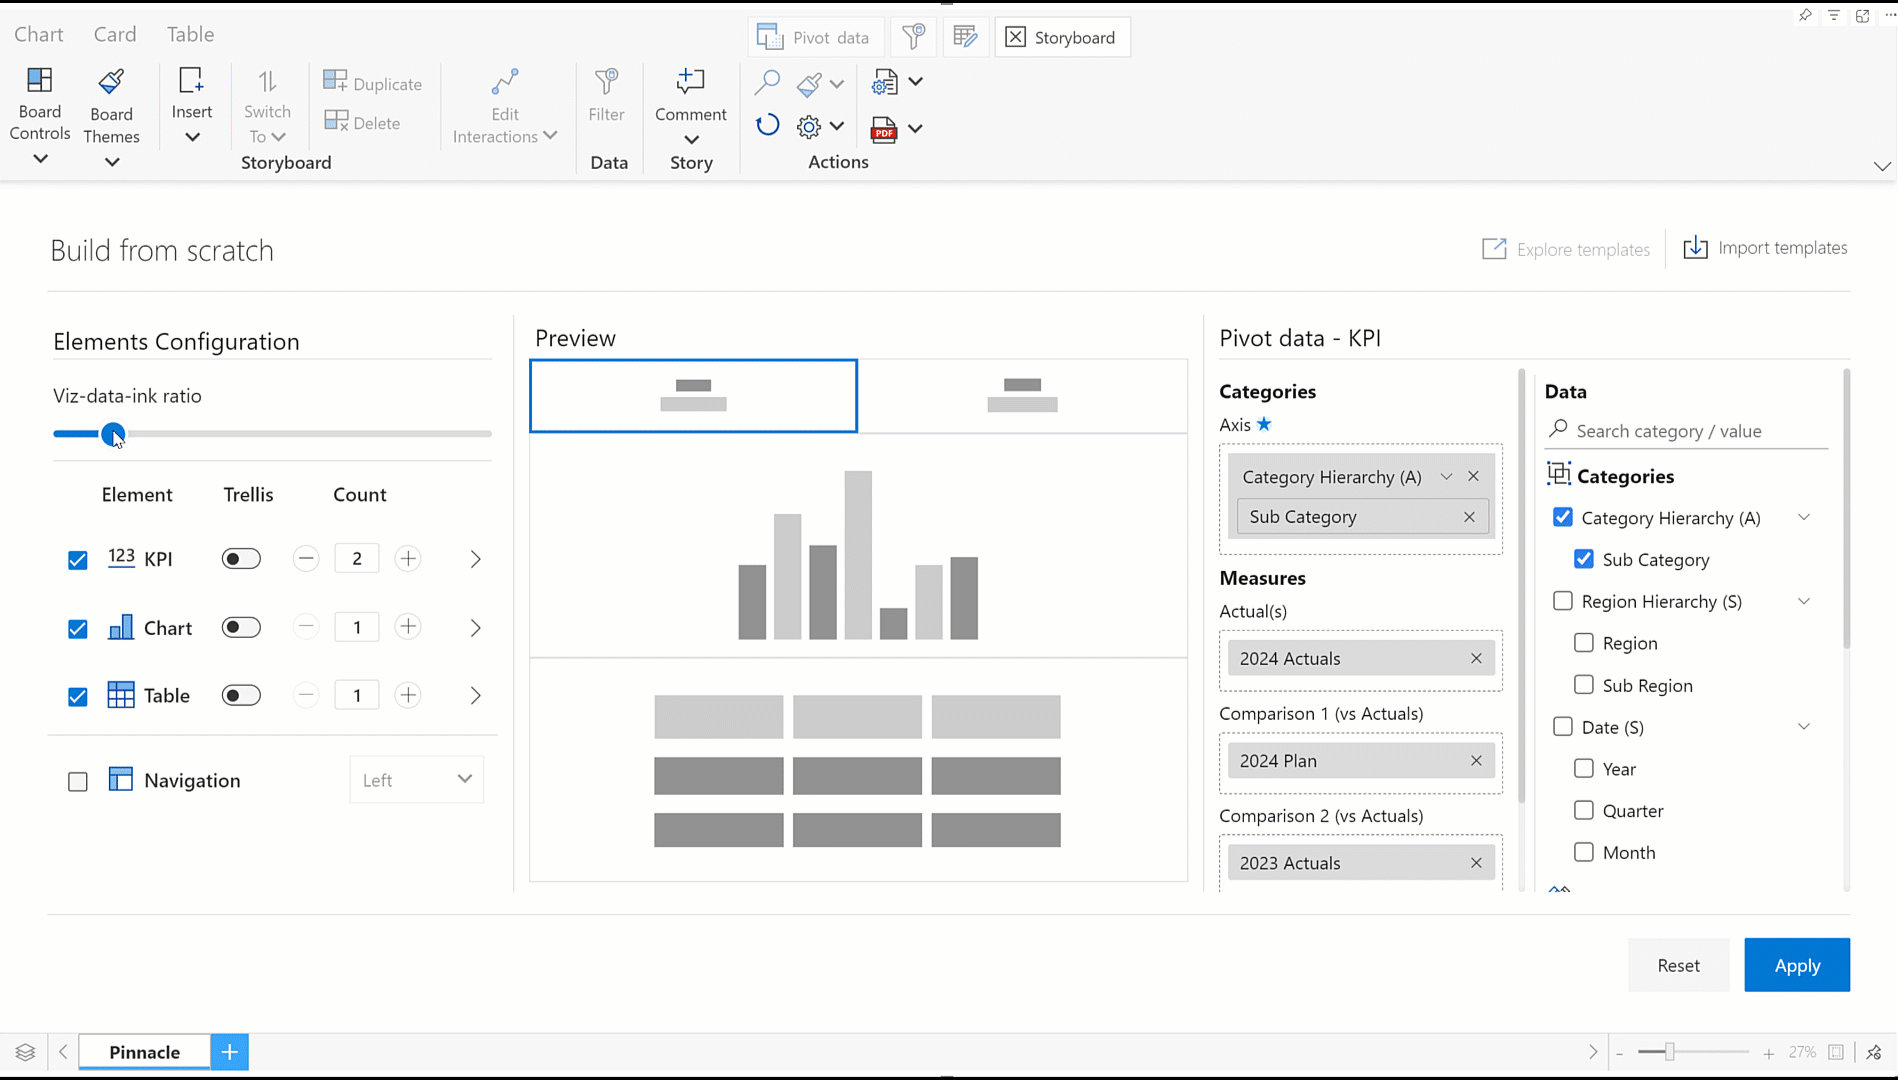 Chart Card Table
Pivot data
Storyboard
Board Controls
Board Themes
Insert
Switch To
Duplicate
Delete
Storyboard
Edit Interactions
Filter
Data
Comment
Story
PDF
Actions
Build from scratch
Explore templates
Import templates
Elements Configuration
Viz-data-ink ratio
Element Trellis Count
123 KPI 2
Chart 1
Table 1
Navigation Left
Preview
Pivot data - KPI
Categories
Axis
Category Hierarchy (A)
Sub Category
Measures
Actual(s)
2024 Actuals
Comparison 1 (vs Actuals)
2024 Plan
Comparison 2 (vs Actuals)
2023 Actuals
Data
Search category / value
Categories
Category Hierarchy (A)
Sub Category
Region Hierarchy (S)
Region
Sub Region
Date (S)
Year
Quarter
Month
Reset
Apply
Pinnacle
27%